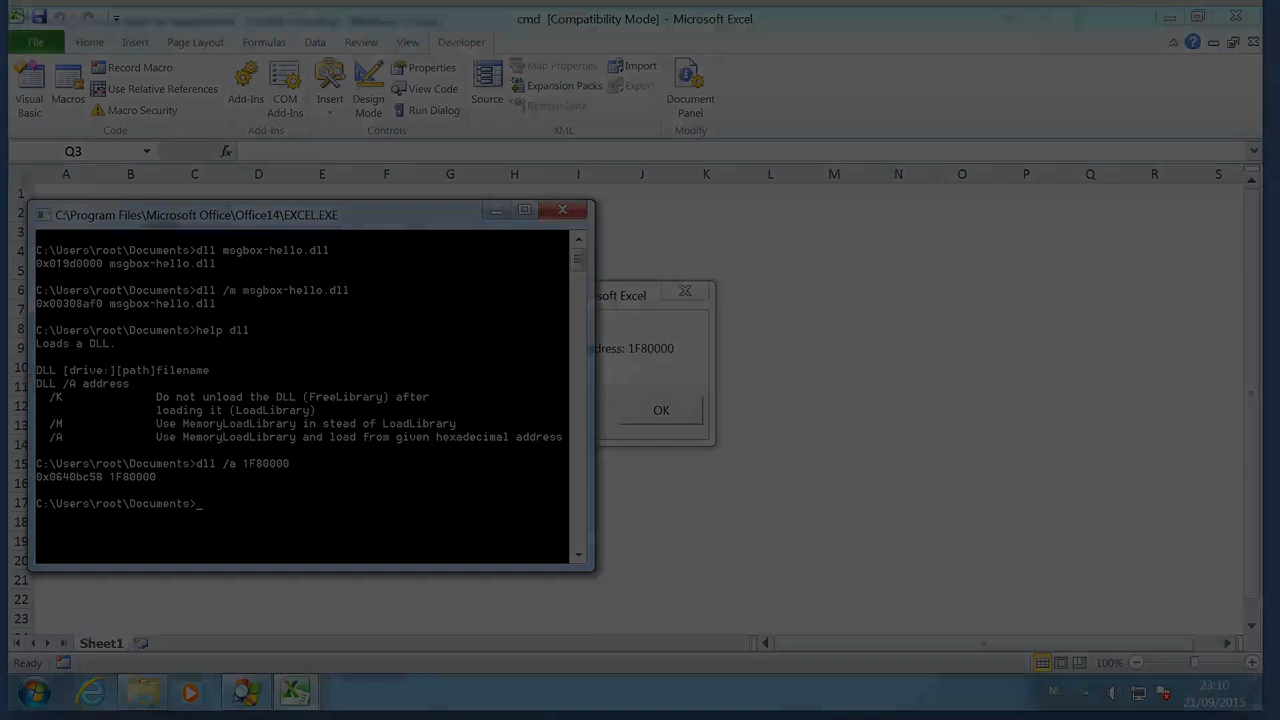 cmd [Compatibility Mode] - Microsoft Excel
File Home Insert Page Layout Formulas Data Review View Developer
Visual Basic
Macros
Record Macro
Use Relative References
Macro Security
Code
Add-Ins
COM Add-Ins
Add-Ins
Insert
Design Mode
Properties
View Code
Run Dialog
Controls
Source
Map Properties
Expansion Packs
Refresh Data
Import
Export
XML
Document Panel
Modify
Q3 fx
A B C D E F G H I J K L M N O P Q R S
1
2
3
4
5
6
7
8
9
10
11
12
13
14
15
16
17
18
19
20
21
22
23
C:\Program Files\Microsoft Office\Office14\EXCEL.EXE
C:\Users\root\Documents>dll msgbox-hello.dll
0x019d0000 msgbox-hello.dll
C:\Users\root\Documents>dll /m msgbox-hello.dll
0x00308af0 msgbox-hello.dll
C:\Users\root\Documents>help dll
Loads a DLL.
DLL [drive:][path]filename
DLL /A address
/K Do not unload the DLL (FreeLibrary) after
loading it (LoadLibrary)
/M Use MemoryLoadLibrary in stead of LoadLibrary
/A Use MemoryLoadLibrary and load from given hexadecimal address
C:\Users\root\Documents>dll /a 1F80000
0x0640bc58 1F80000
C:\Users\root\Documents>_
soft Excel
dress: 1F80000
OK
Sheet1
Ready
100%
NL
23:10
21/09/2015